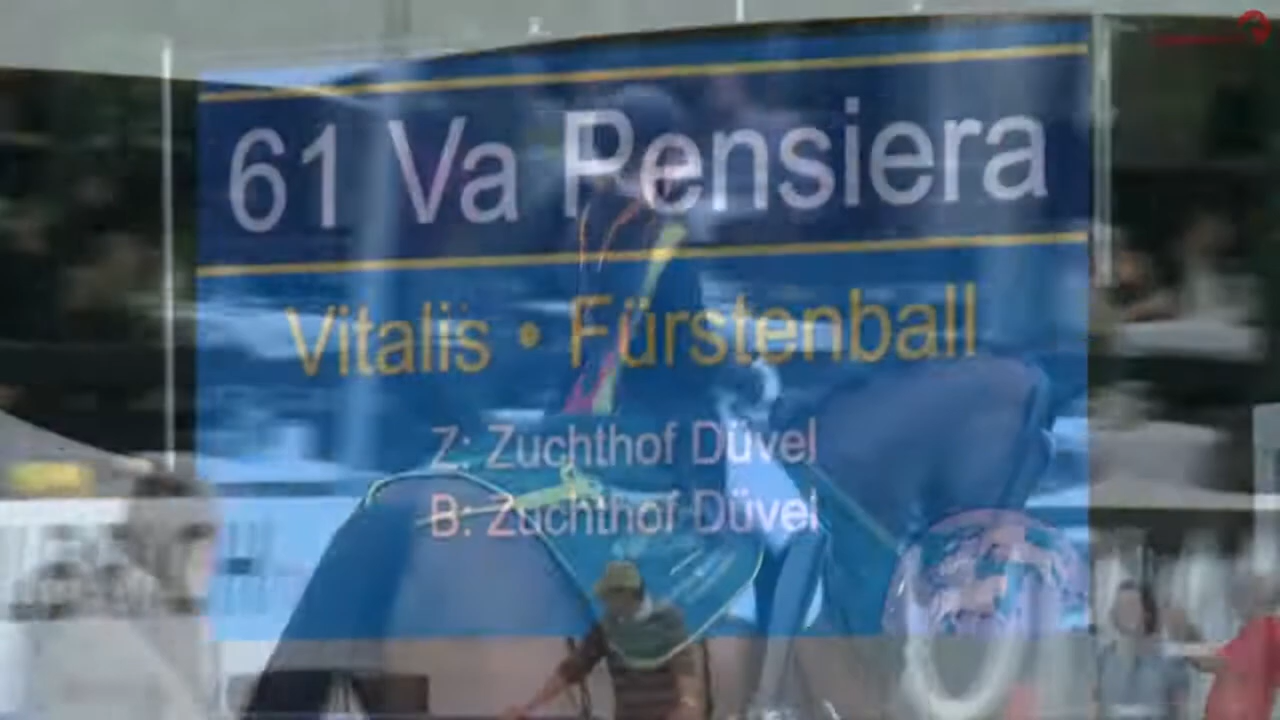 61 Va Pensiera
Vitalis • Fürstenball
Z: Zuchthof Düvel
B: Zuchthof Düvel